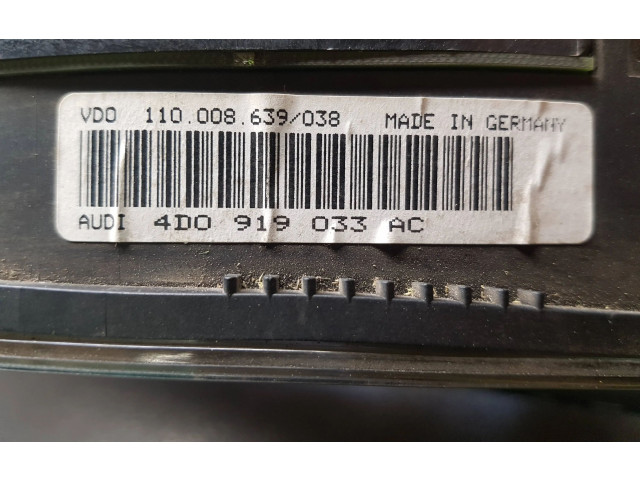 VDO 110.008.639/038 MADE IN GERMANY
AUDI 4D0 919 033 AC